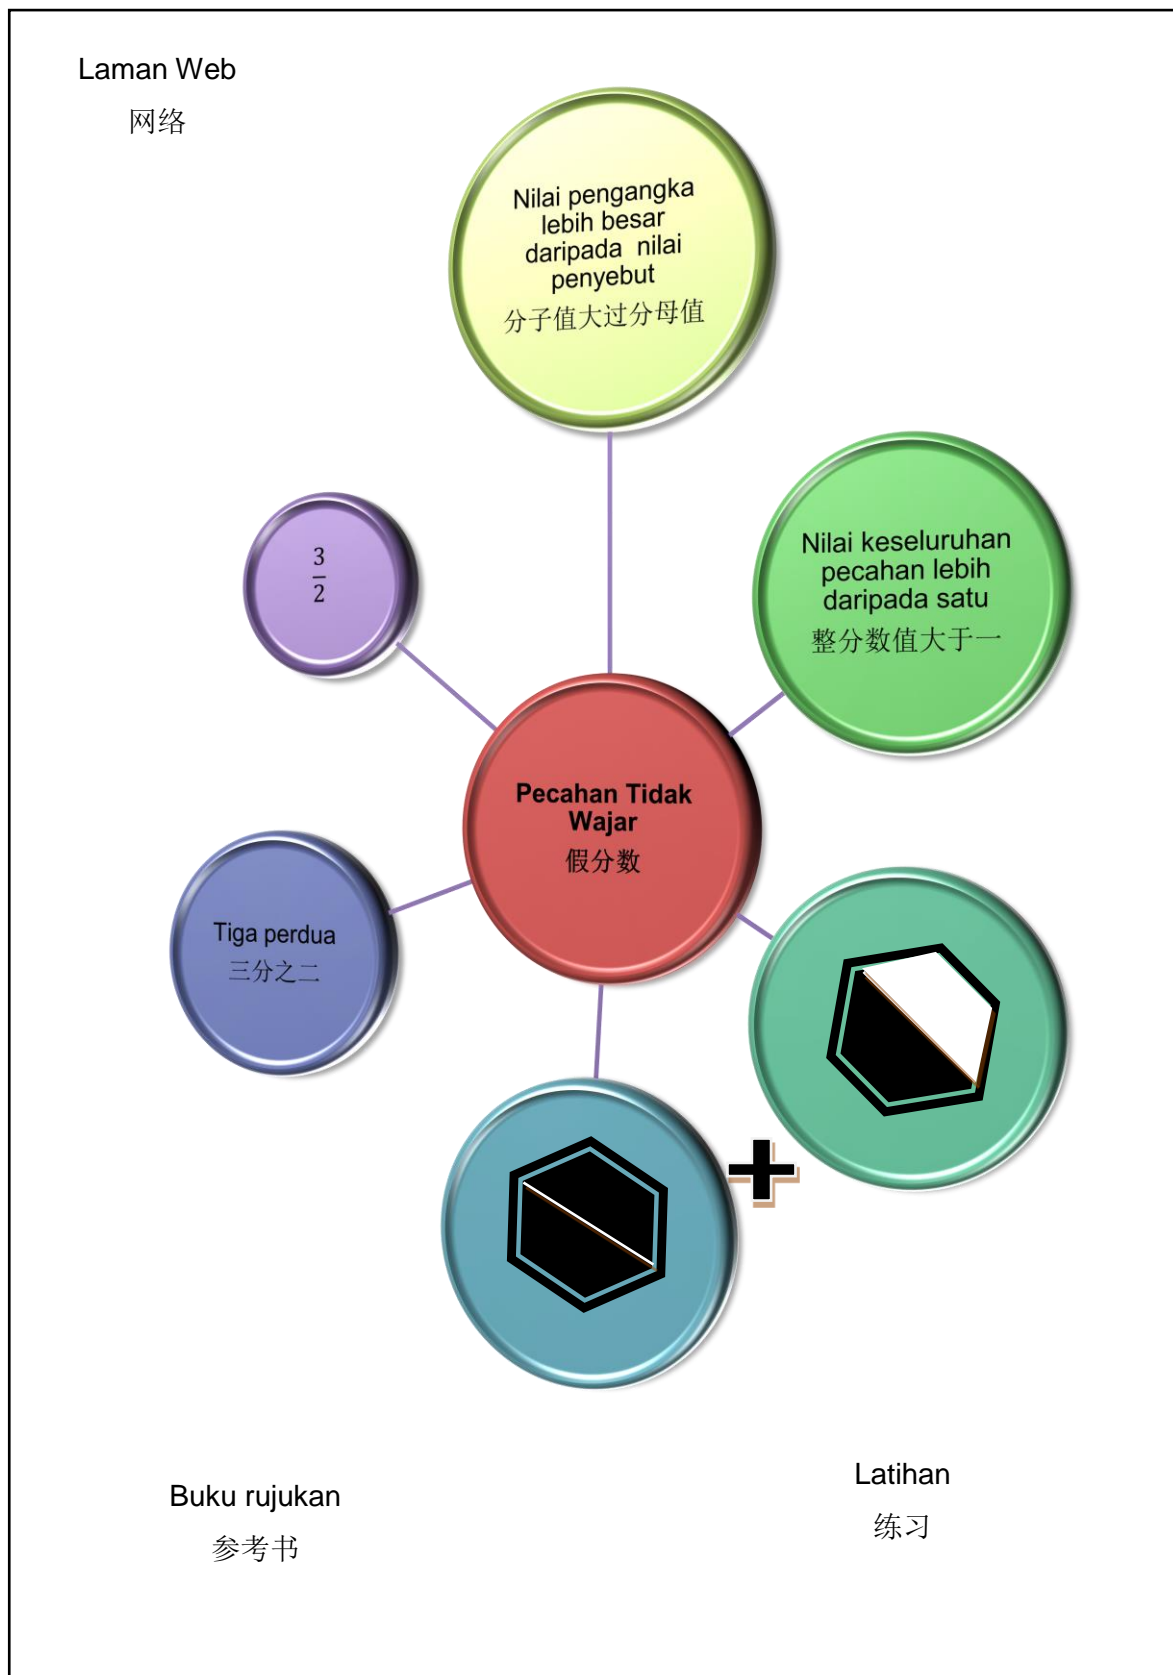 Laman Web
网络
Nilai pengangka
lebih besar
daripada nilai
penyebut
分子值大过分母值
Nilai keseluruhan
pecahan lebih
daripada satu
整分数值大于一
3
2
Pecahan Tidak
Wajar
假分数
Tiga perdua
三分之二
Buku rujukan
参考书
Latihan
练习